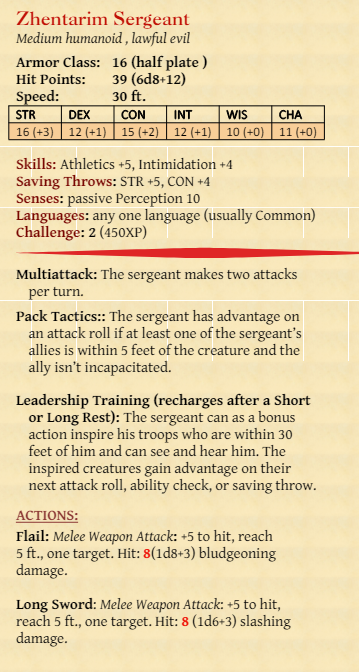 Zhentarim Sergeant
Medium humanoid , lawful evil
Armor Class: 16 (half plate )
Hit Points: 39 (6d8+12)
Speed: 30 ft.
STR DEX CON INT WIS CHA
16 (+3) 12 (+1) 15 (+2) 12 (+1) 10 (+0) 11 (+0)
Skills: Athletics +5, Intimidation +4
Saving Throws: STR +5, CON +4
Senses: passive Perception 10
Languages: any one language (usually Common)
Challenge: 2 (450XP)
Multiattack: The sergeant makes two attacks
per turn.
Pack Tactics:: The sergeant has advantage on
an attack roll if at least one of the sergeant's
allies is within 5 feet of the creature and the
ally isn't incapacitated.
Leadership Training (recharges after a Short
or Long Rest): The sergeant can as a bonus
action inspire his troops who are within 30
feet of him and can see and hear him. The
inspired creatures gain advantage on their
next attack roll, ability check, or saving throw.
ACTIONS:
Flail: Melee Weapon Attack: +5 to hit, reach
5 ft., one target. Hit: 8(1d8+3) bludgeoning
damage.
Long Sword: Melee Weapon Attack: +5 to hit,
reach 5 ft., one target. Hit: 8 (1d6+3) slashing
damage.